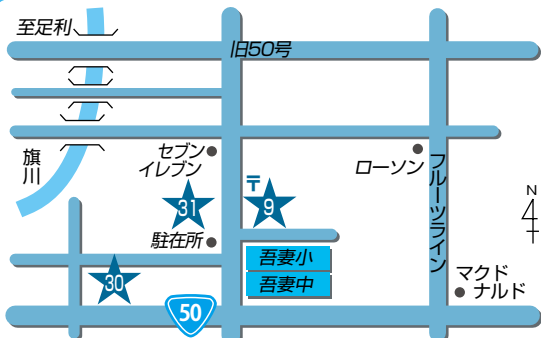 至足利
旧50号
旗川
セブン
イレブン
ローソン
フルーツライン
〒
31
9
N
駐在所
吾妻小
吾妻中
30
50
マクド
ナルド